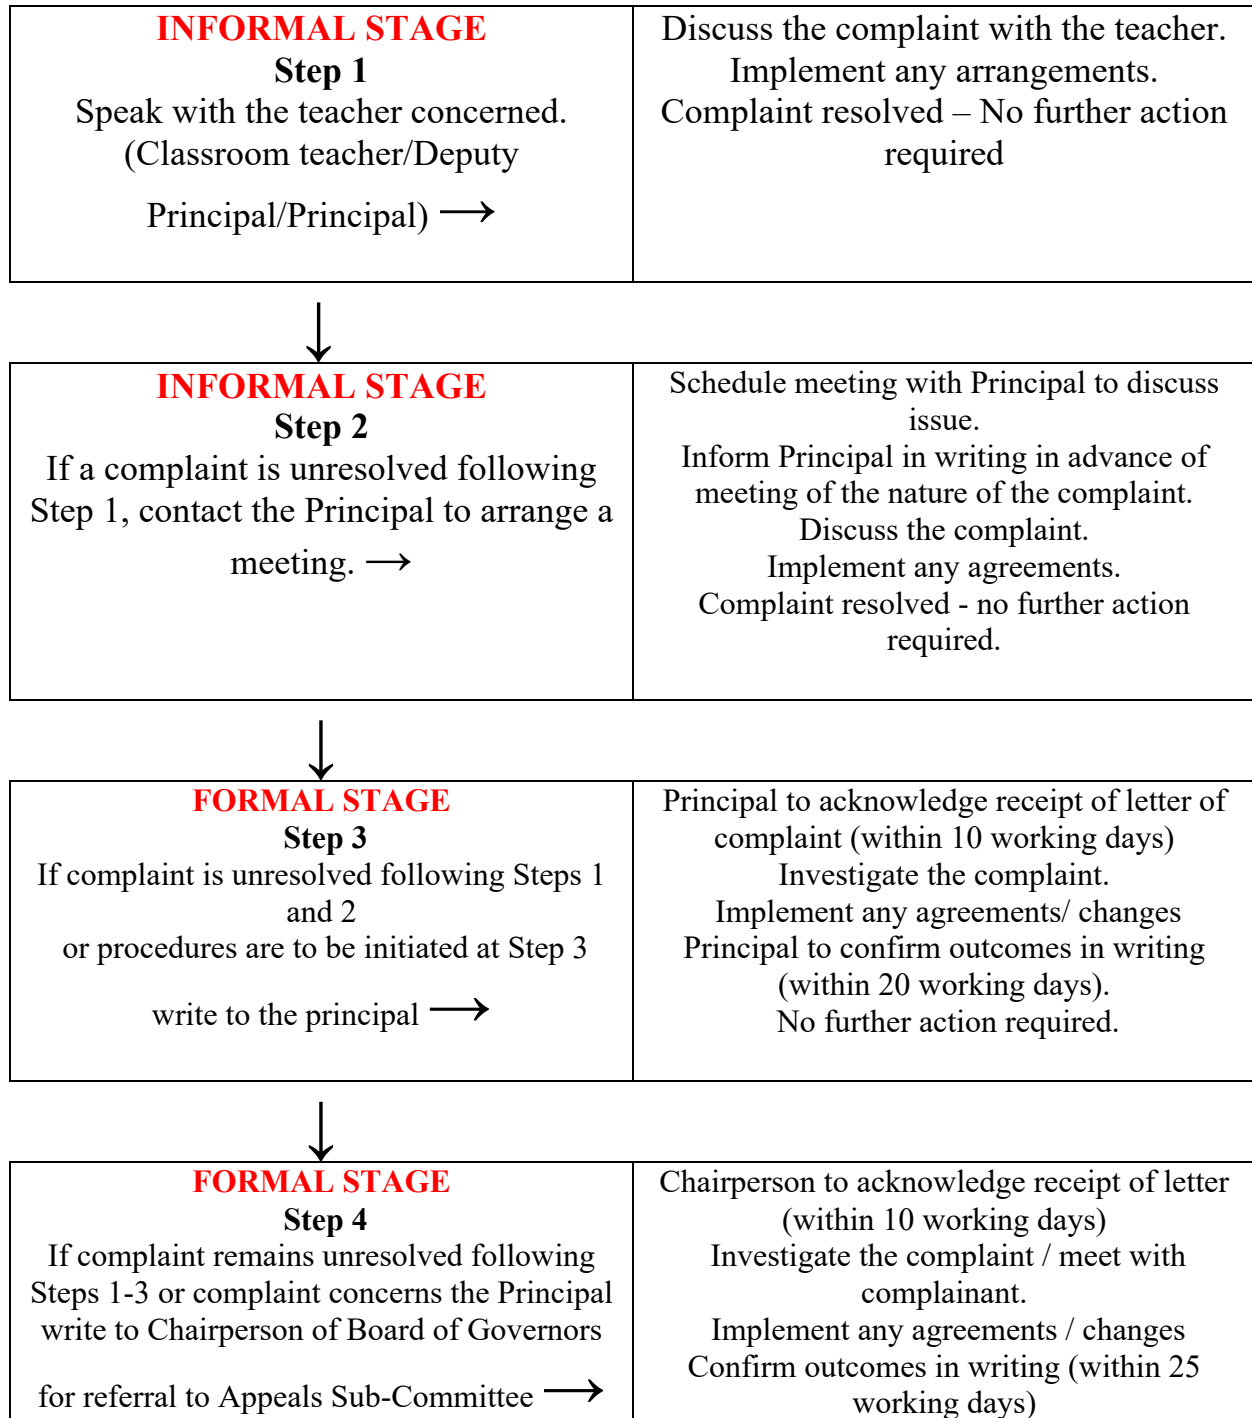 INFORMAL STAGE
Step 1
Speak with the teacher concerned.
(Classroom teacher/Deputy
Principal/Principal) →
Discuss the complaint with the teacher.
Implement any arrangements.
Complaint resolved – No further action
required
↓
INFORMAL STAGE
Step 2
If a complaint is unresolved following
Step 1, contact the Principal to arrange a
meeting. →
Schedule meeting with Principal to discuss
issue.
Inform Principal in writing in advance of
meeting of the nature of the complaint.
Discuss the complaint.
Implement any agreements.
Complaint resolved - no further action
required.
↓
FORMAL STAGE
Step 3
If complaint is unresolved following Steps 1
and 2
or procedures are to be initiated at Step 3
write to the principal →
Principal to acknowledge receipt of letter of
complaint (within 10 working days)
Investigate the complaint.
Implement any agreements/ changes
Principal to confirm outcomes in writing
(within 20 working days).
No further action required.
↓
FORMAL STAGE
Step 4
If complaint remains unresolved following
Steps 1-3 or complaint concerns the Principal
write to Chairperson of Board of Governors
for referral to Appeals Sub-Committee →
Chairperson to acknowledge receipt of letter
(within 10 working days)
Investigate the complaint / meet with
complainant.
Implement any agreements / changes
Confirm outcomes in writing (within 25
working days)